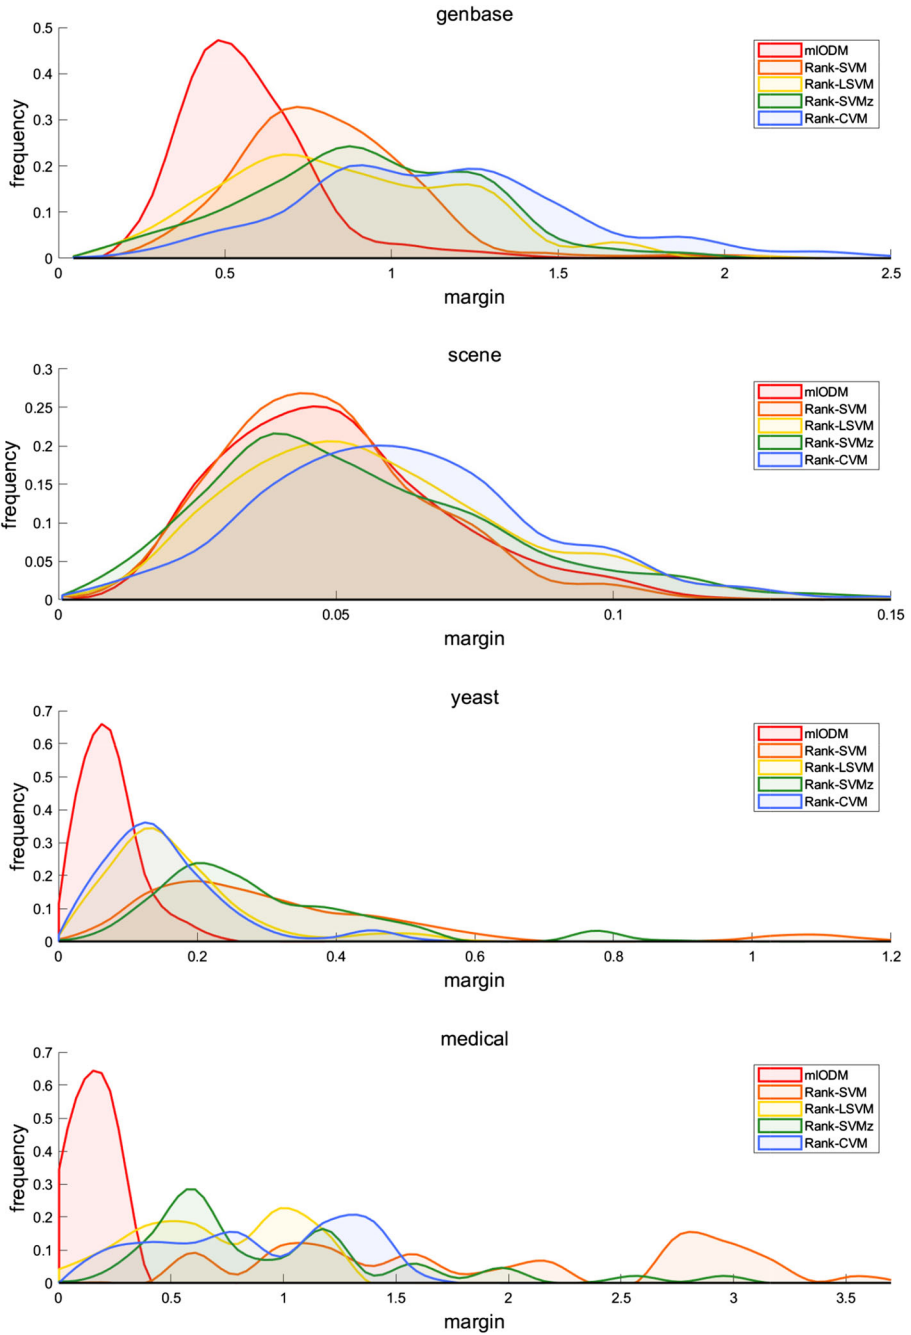 genbase
0.5
0.4
0.3
0.2
0.1
0
frequency
mlODM
Rank-SVM
Rank-LSVM
Rank-SVMz
Rank-CVM
0 0.5 1 1.5 2 2.5
margin
scene
0.3
0.25
0.2
0.15
0.1
0.05
0
frequency
mlODM
Rank-SVM
Rank-LSVM
Rank-SVMz
Rank-CVM
0 0.05 0.1 0.15
margin
yeast
0.7
0.6
0.5
0.4
0.3
0.2
0.1
0
frequency
mlODM
Rank-SVM
Rank-LSVM
Rank-SVMz
Rank-CVM
0 0.2 0.4 0.6 0.8 1 1.2
margin
medical
0.7
0.6
0.5
0.4
0.3
0.2
0.1
0
frequency
mlODM
Rank-SVM
Rank-LSVM
Rank-SVMz
Rank-CVM
0 0.5 1 1.5 2 2.5 3 3.5
margin